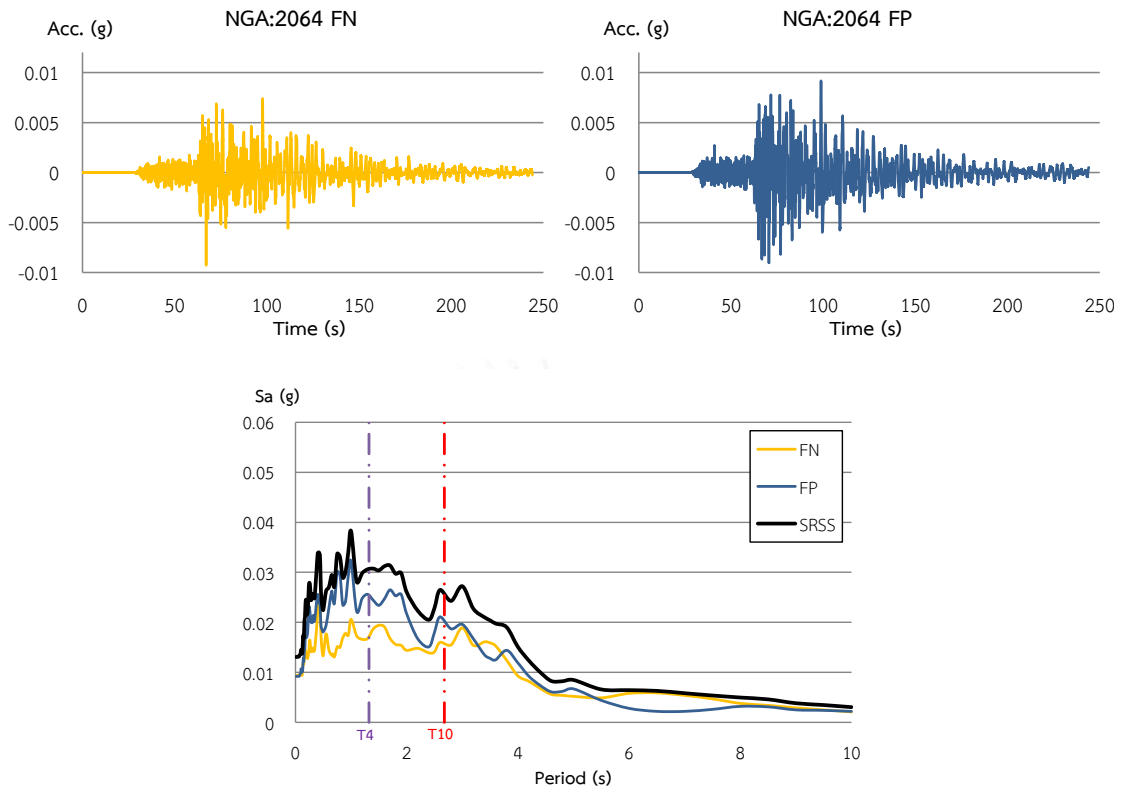 NGA:2064 FN
Acc. (g)
0.01
0.005
0
-0.005
-0.01
0 50 100 150 200 250
Time (s)
NGA:2064 FP
Acc. (g)
0.01
0.005
0
-0.005
-0.01
0 50 100 150 200 250
Time (s)
Sa (g)
0.06
0.05
0.04
0.03
0.02
0.01
0
FN
FP
SRSS
T4 T10
0 2 4 6 8 10
Period (s)